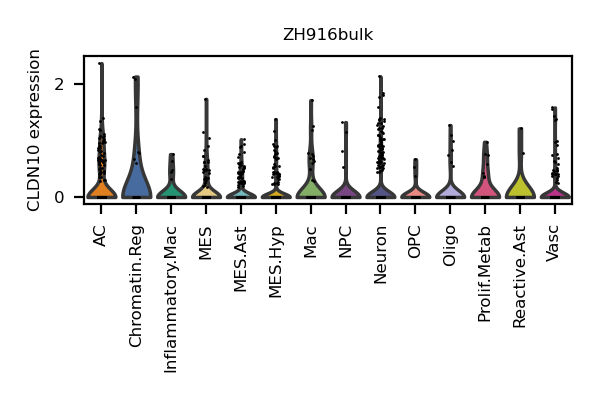 ZH916bulk
CLDN10 expression
2
0
AC
Chromatin.Reg
Inflammatory.Mac
MES
MES.Ast
MES.Hyp
Mac
NPC
Neuron
OPC
Oligo
Prolif.Metab
Reactive.Ast
Vasc